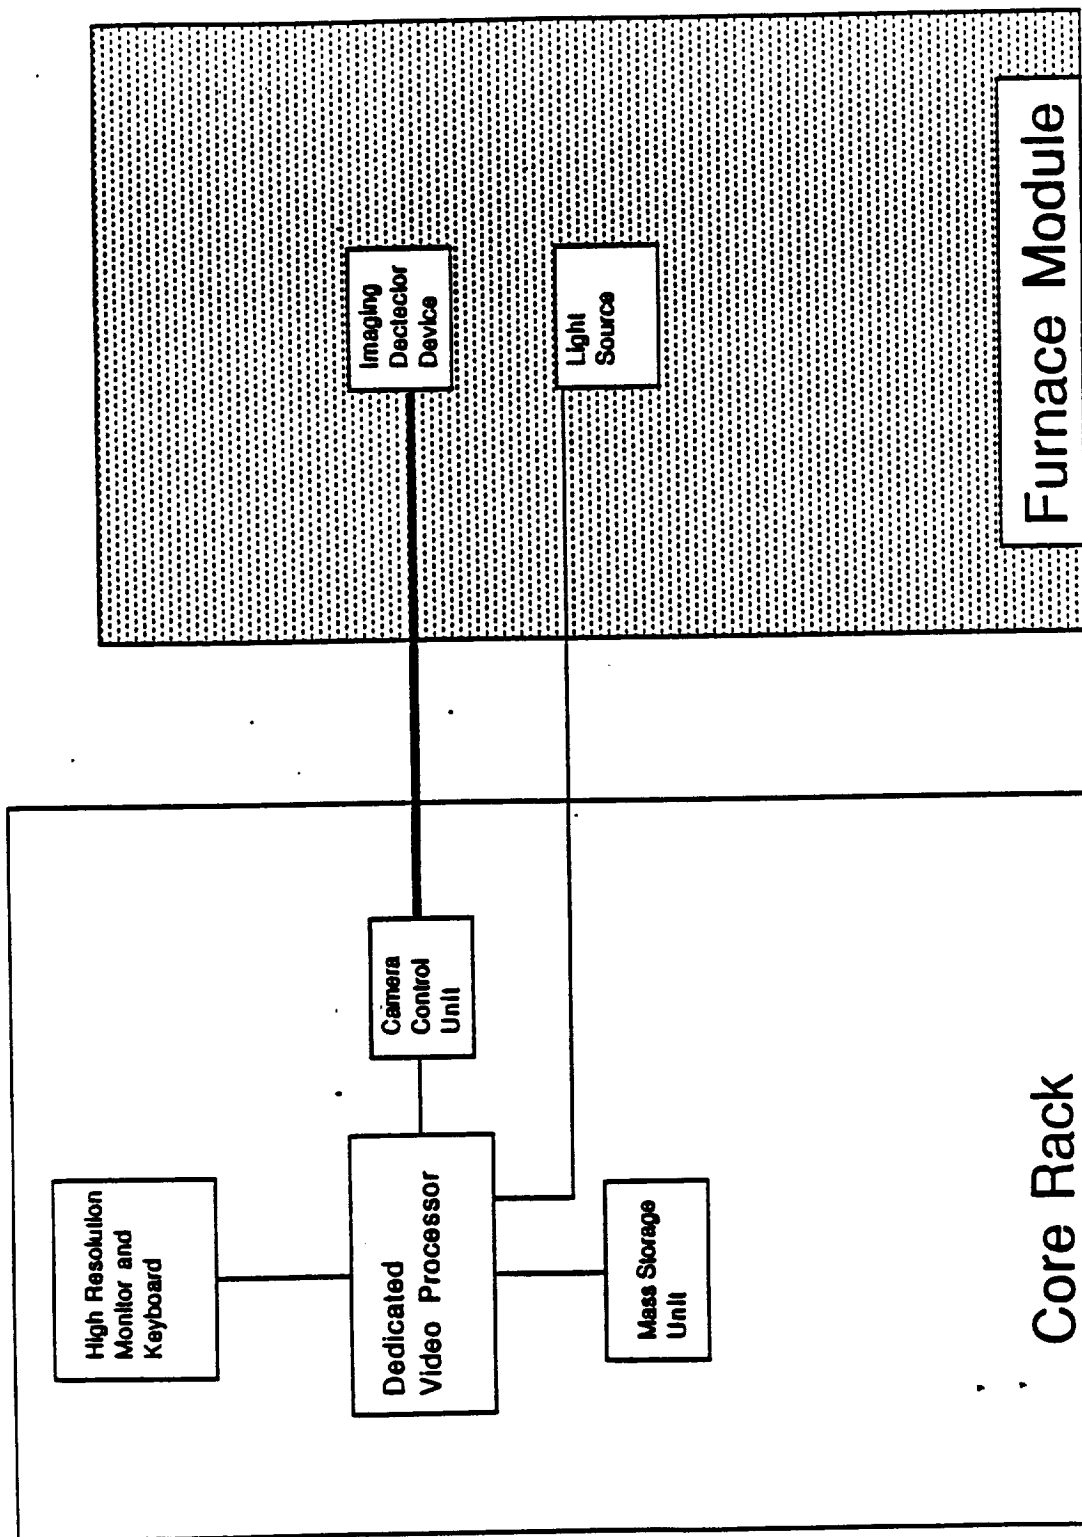 High Resolution
Monitor and
Keyboard
Dedicated
Video Processor
Mass Storage
Unit
Camera
Control
Unit
Imaging
Dectector
Device
Light
Source
Core Rack
Furnace Module